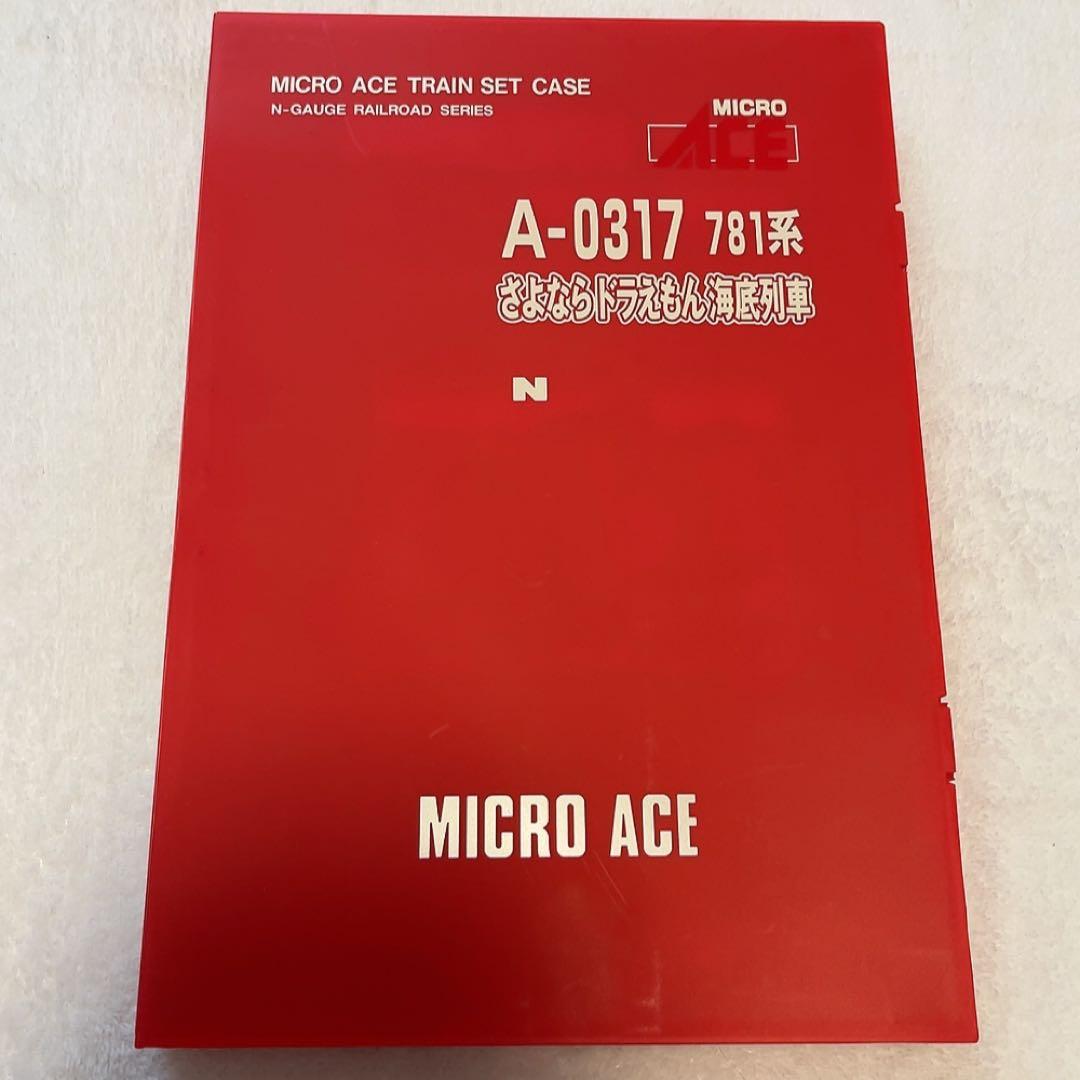 MICRO ACE TRAIN SET CASE
N-GAUGE RAILROAD SERIES
MICRO
ACE
A-0317 781系
さよならドラえもん海底列車
N
MICRO ACE